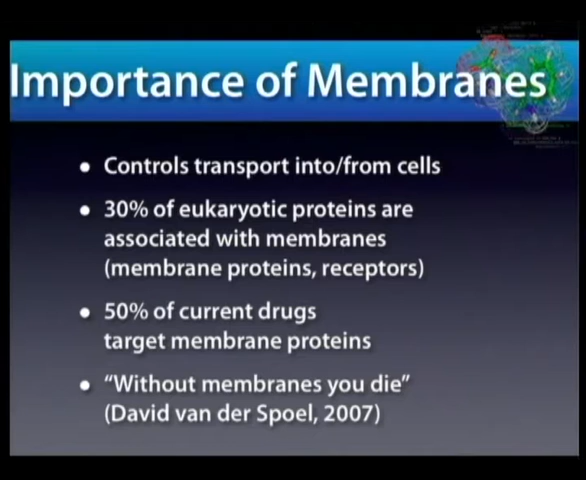 Importance of Membranes
• Controls transport into/from cells
• 30% of eukaryotic proteins are
associated with membranes
(membrane proteins, receptors)
• 50% of current drugs
target membrane proteins
• “Without membranes you die”
(David van der Spoel, 2007)